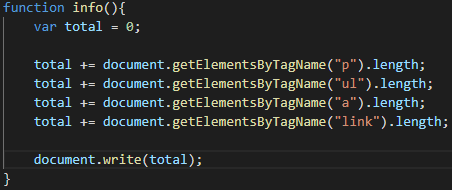 function info(){
    var total = 0;

    total += document.getElementsByTagName("p").length;
    total += document.getElementsByTagName("ul").length;
    total += document.getElementsByTagName("a").length;
    total += document.getElementsByTagName("link").length;

    document.write(total);
}